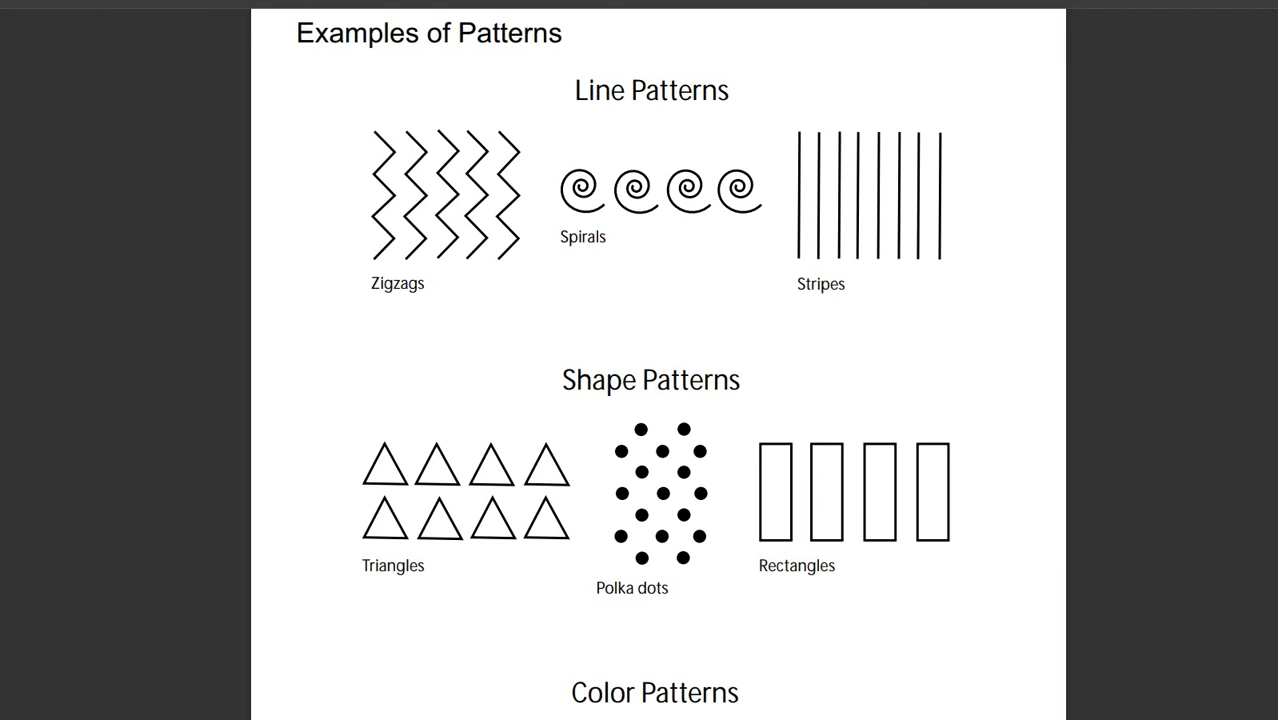 Examples of Patterns
Line Patterns
Zigzags
Spirals
Stripes
Shape Patterns
Triangles
Polka dots
Rectangles
Color Patterns